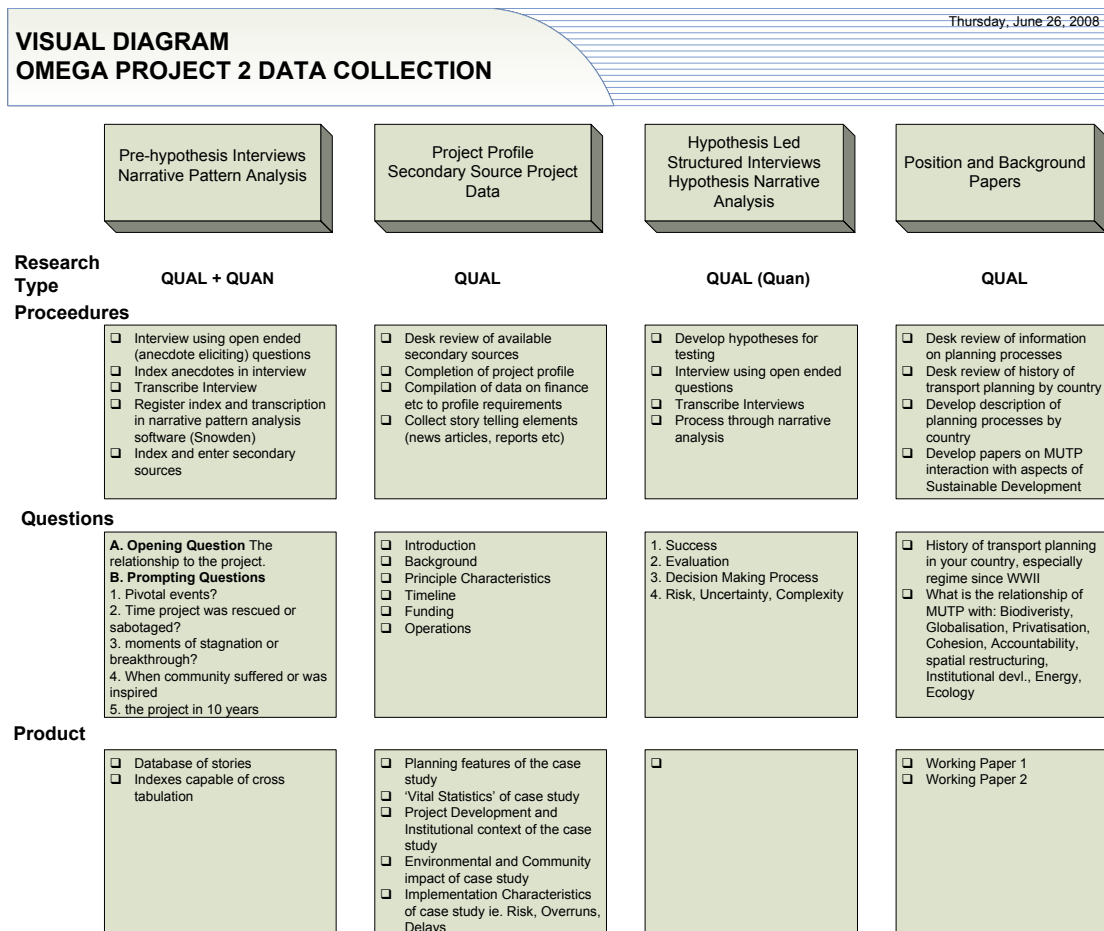 Thursday, June 26, 2008
VISUAL DIAGRAM
OMEGA PROJECT 2 DATA COLLECTION
Pre-hypothesis Interviews
Narrative Pattern Analysis
Project Profile
Secondary Source Project
Data
Hypothesis Led
Structured Interviews
Hypothesis Narrative
Analysis
Position and Background
Papers
Research
Type
QUAL + QUAN
QUAL
QUAL (Quan)
QUAL
Proceedures
Interview using open ended
(anecdote eliciting) questions
Index anecdotes in interview
Transcribe Interview
Register index and transcription
in narrative pattern analysis
software (Snowden)
Index and enter secondary
sources
Desk review of available
secondary sources
Completion of project profile
Compilation of data on finance
etc to profile requirements
Collect story telling elements
(news articles, reports etc)
Develop hypotheses for
testing
Interview using open ended
questions
Transcribe Interviews
Process through narrative
analysis
Desk review of information
on planning processes
Desk review of history of
transport planning by country
Develop description of
planning processes by
country
Develop papers on MUTP
interaction with aspects of
Sustainable Development
Questions
A. Opening Question The
relationship to the project.
B. Prompting Questions
1. Pivotal events?
2. Time project was rescued or
sabotaged?
3. moments of stagnation or
breakthrough?
4. When community suffered or was
inspired
5. the project in 10 years
Introduction
Background
Principle Characteristics
Timeline
Funding
Operations
1. Success
2. Evaluation
3. Decision Making Process
4. Risk, Uncertainty, Complexity
History of transport planning
in your country, especially
regime since WWII
What is the relationship of
MUTP with: Biodiveristy,
Globalisation, Privatisation,
Cohesion, Accountability,
spatial restructuring,
Institutional devl., Energy,
Ecology
Product
Database of stories
Indexes capable of cross
tabulation
Planning features of the case
study
'Vital Statistics' of case study
Project Development and
Institutional context of the case
study
Environmental and Community
impact of case study
Implementation Characteristics
of case study ie. Risk, Overruns,
Delays
Working Paper 1
Working Paper 2